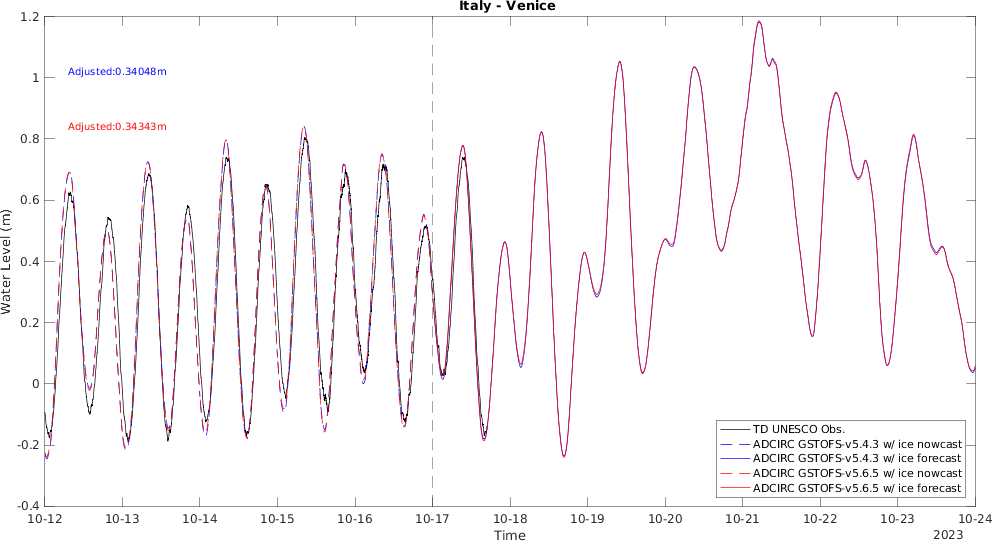 Italy - Venice
Adjusted:0.34048m
Adjusted:0.34343m
Water Level (m)
1.2
1
0.8
0.6
0.4
0.2
0
-0.2
-0.4
TD UNESCO Obs.
ADCIRC GSTOFS-v5.4.3 w/ ice nowcast
ADCIRC GSTOFS-v5.4.3 w/ ice forecast
ADCIRC GSTOFS-v5.6.5 w/ ice nowcast
ADCIRC GSTOFS-v5.6.5 w/ ice forecast
10-12 10-13 10-14 10-15 10-16 10-17 10-18 10-19 10-20 10-21 10-22 10-23 10-24
Time
2023